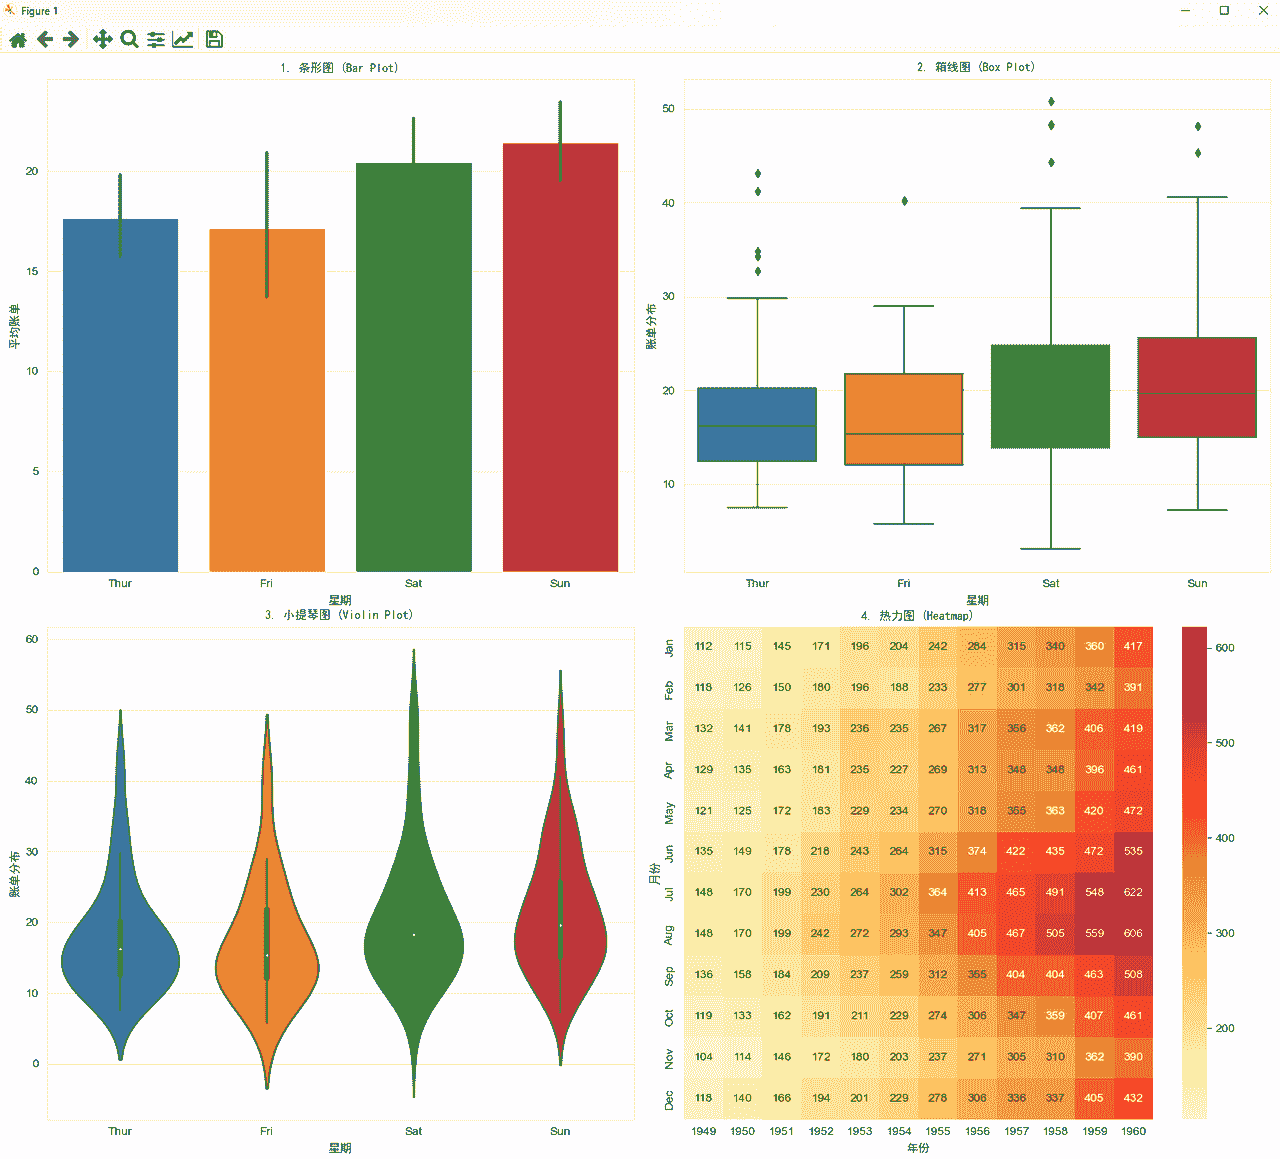 Figure 1
1. 条形图 (Bar Plot)
20
15
10
5
0
平均账单
Thur Fri Sat Sun
星期
2. 箱线图 (Box Plot)
50
40
30
20
10
账单分布
Thur Fri Sat Sun
星期
3. 小提琴图 (Violin Plot)
60
50
40
30
20
10
0
账单分布
Thur Fri Sat Sun
星期
4. 热力图 (Heatmap)
月份
Jan 112 115 145 171 196 204 242 284 315 340 360 417
Feb 118 126 150 180 196 188 233 277 301 318 342 391
Mar 132 141 178 193 236 235 267 317 356 362 406 419
Apr 129 135 163 181 235 227 269 313 348 348 396 461
May 121 125 172 183 229 234 270 318 355 363 420 472
Jun 135 149 178 218 243 264 315 374 422 435 472 535
Jul 148 170 199 230 264 302 364 413 465 491 548 622
Aug 148 170 199 242 272 293 347 405 467 505 559 606
Sep 136 158 184 209 237 259 312 355 404 404 463 508
Oct 119 133 162 191 211 229 274 306 347 359 407 461
Nov 104 114 146 172 180 203 237 271 305 310 362 390
Dec 118 140 166 194 201 229 278 306 336 337 405 432
1949 1950 1951 1952 1953 1954 1955 1956 1957 1958 1959 1960
年份
600
500
400
300
200